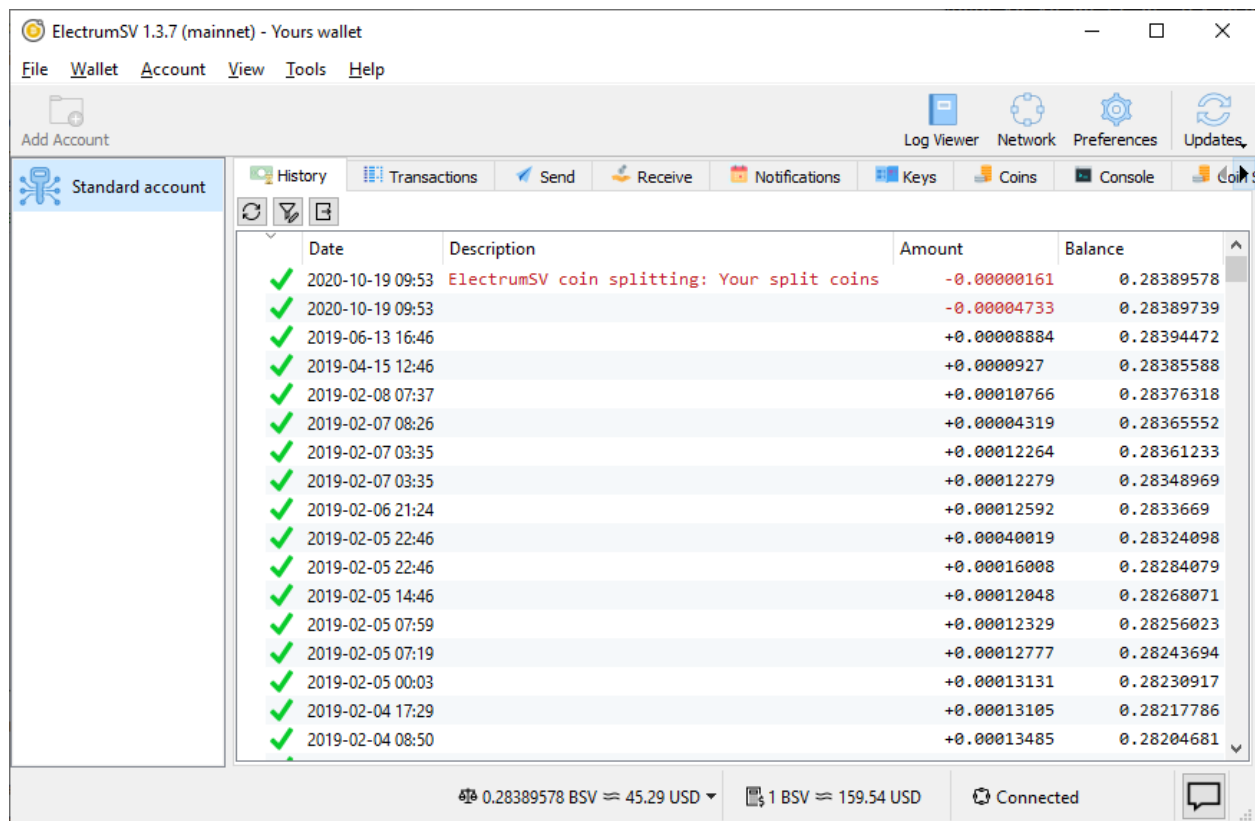 ElectrumSV 1.3.7 (mainnet) - Yours wallet
File Wallet Account View Tools Help
Add Account Log Viewer Network Preferences Updates
Standard account
History Transactions Send Receive Notifications Keys Coins Console
Date Description Amount Balance
2020-10-19 09:53 ElectrumSV coin splitting: Your split coins -0.00000161 0.28389578
2020-10-19 09:53 -0.00004733 0.28389739
2019-06-13 16:46 +0.00008884 0.28394472
2019-04-15 12:46 +0.0000927 0.28385588
2019-02-08 07:37 +0.00010766 0.28376318
2019-02-07 08:26 +0.00004319 0.28365552
2019-02-07 03:35 +0.00012264 0.28361233
2019-02-07 03:35 +0.00012279 0.28348969
2019-02-06 21:24 +0.00012592 0.2833669
2019-02-05 22:46 +0.00040019 0.28324098
2019-02-05 22:46 +0.00016008 0.28284079
2019-02-05 14:46 +0.00012048 0.28268071
2019-02-05 07:59 +0.00012329 0.28256023
2019-02-05 07:19 +0.00012777 0.28243694
2019-02-05 00:03 +0.00013131 0.28230917
2019-02-04 17:29 +0.00013105 0.28217786
2019-02-04 08:50 +0.00013485 0.28204681
0.28389578 BSV ≈ 45.29 USD 1 BSV ≈ 159.54 USD Connected